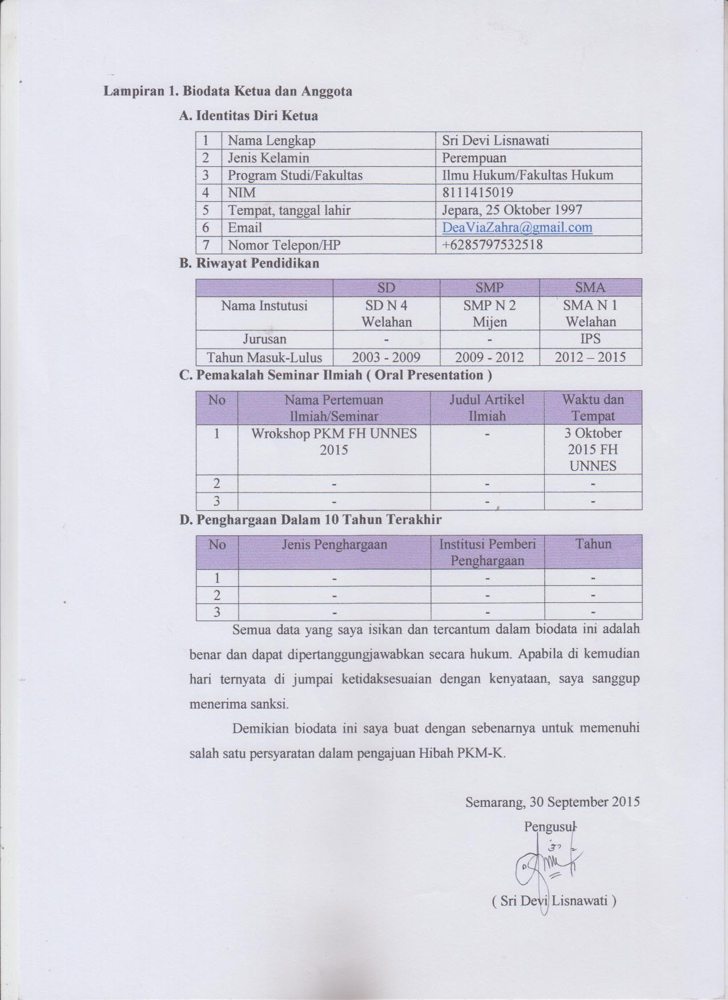 Lampiran 1. Biodata Ketua dan Anggota
A. Identitas Diri Ketua
1 Nama Lengkap Sri Devi Lisnawati
2 Jenis Kelamin Perempuan
3 Program Studi/Fakultas Ilmu Hukum/Fakultas Hukum
4 NIM 8111415019
5 Tempat, tanggal lahir Jepara, 25 Oktober 1997
6 Email DeaViaZahra@gmail.com
7 Nomor Telepon/HP +6285797532518
B. Riwayat Pendidikan
SD SMP SMA
Nama Instutusi SD N 4 SMP N 2 SMA N 1
Welahan Mijen Welahan
Jurusan - - IPS
Tahun Masuk-Lulus 2003 - 2009 2009 - 2012 2012 – 2015
C. Pemakalah Seminar Ilmiah ( Oral Presentation )
No Nama Pertemuan Judul Artikel Waktu dan
Ilmiah/Seminar Ilmiah Tempat
1 Wrokshop PKM FH UNNES - 3 Oktober
2015 2015 FH
UNNES
2 - - -
3 - - -
D. Penghargaan Dalam 10 Tahun Terakhir
No Jenis Penghargaan Institusi Pemberi Tahun
Penghargaan
1 - - -
2 - - -
3 - - -
Semua data yang saya isikan dan tercantum dalam biodata ini adalah
benar dan dapat dipertanggungjawabkan secara hukum. Apabila di kemudian
hari ternyata di jumpai ketidaksesuaian dengan kenyataan, saya sanggup
menerima sanksi.
Demikian biodata ini saya buat dengan sebenarnya untuk memenuhi
salah satu persyaratan dalam pengajuan Hibah PKM-K.
Semarang, 30 September 2015
Pengusul
( Sri Devi Lisnawati )